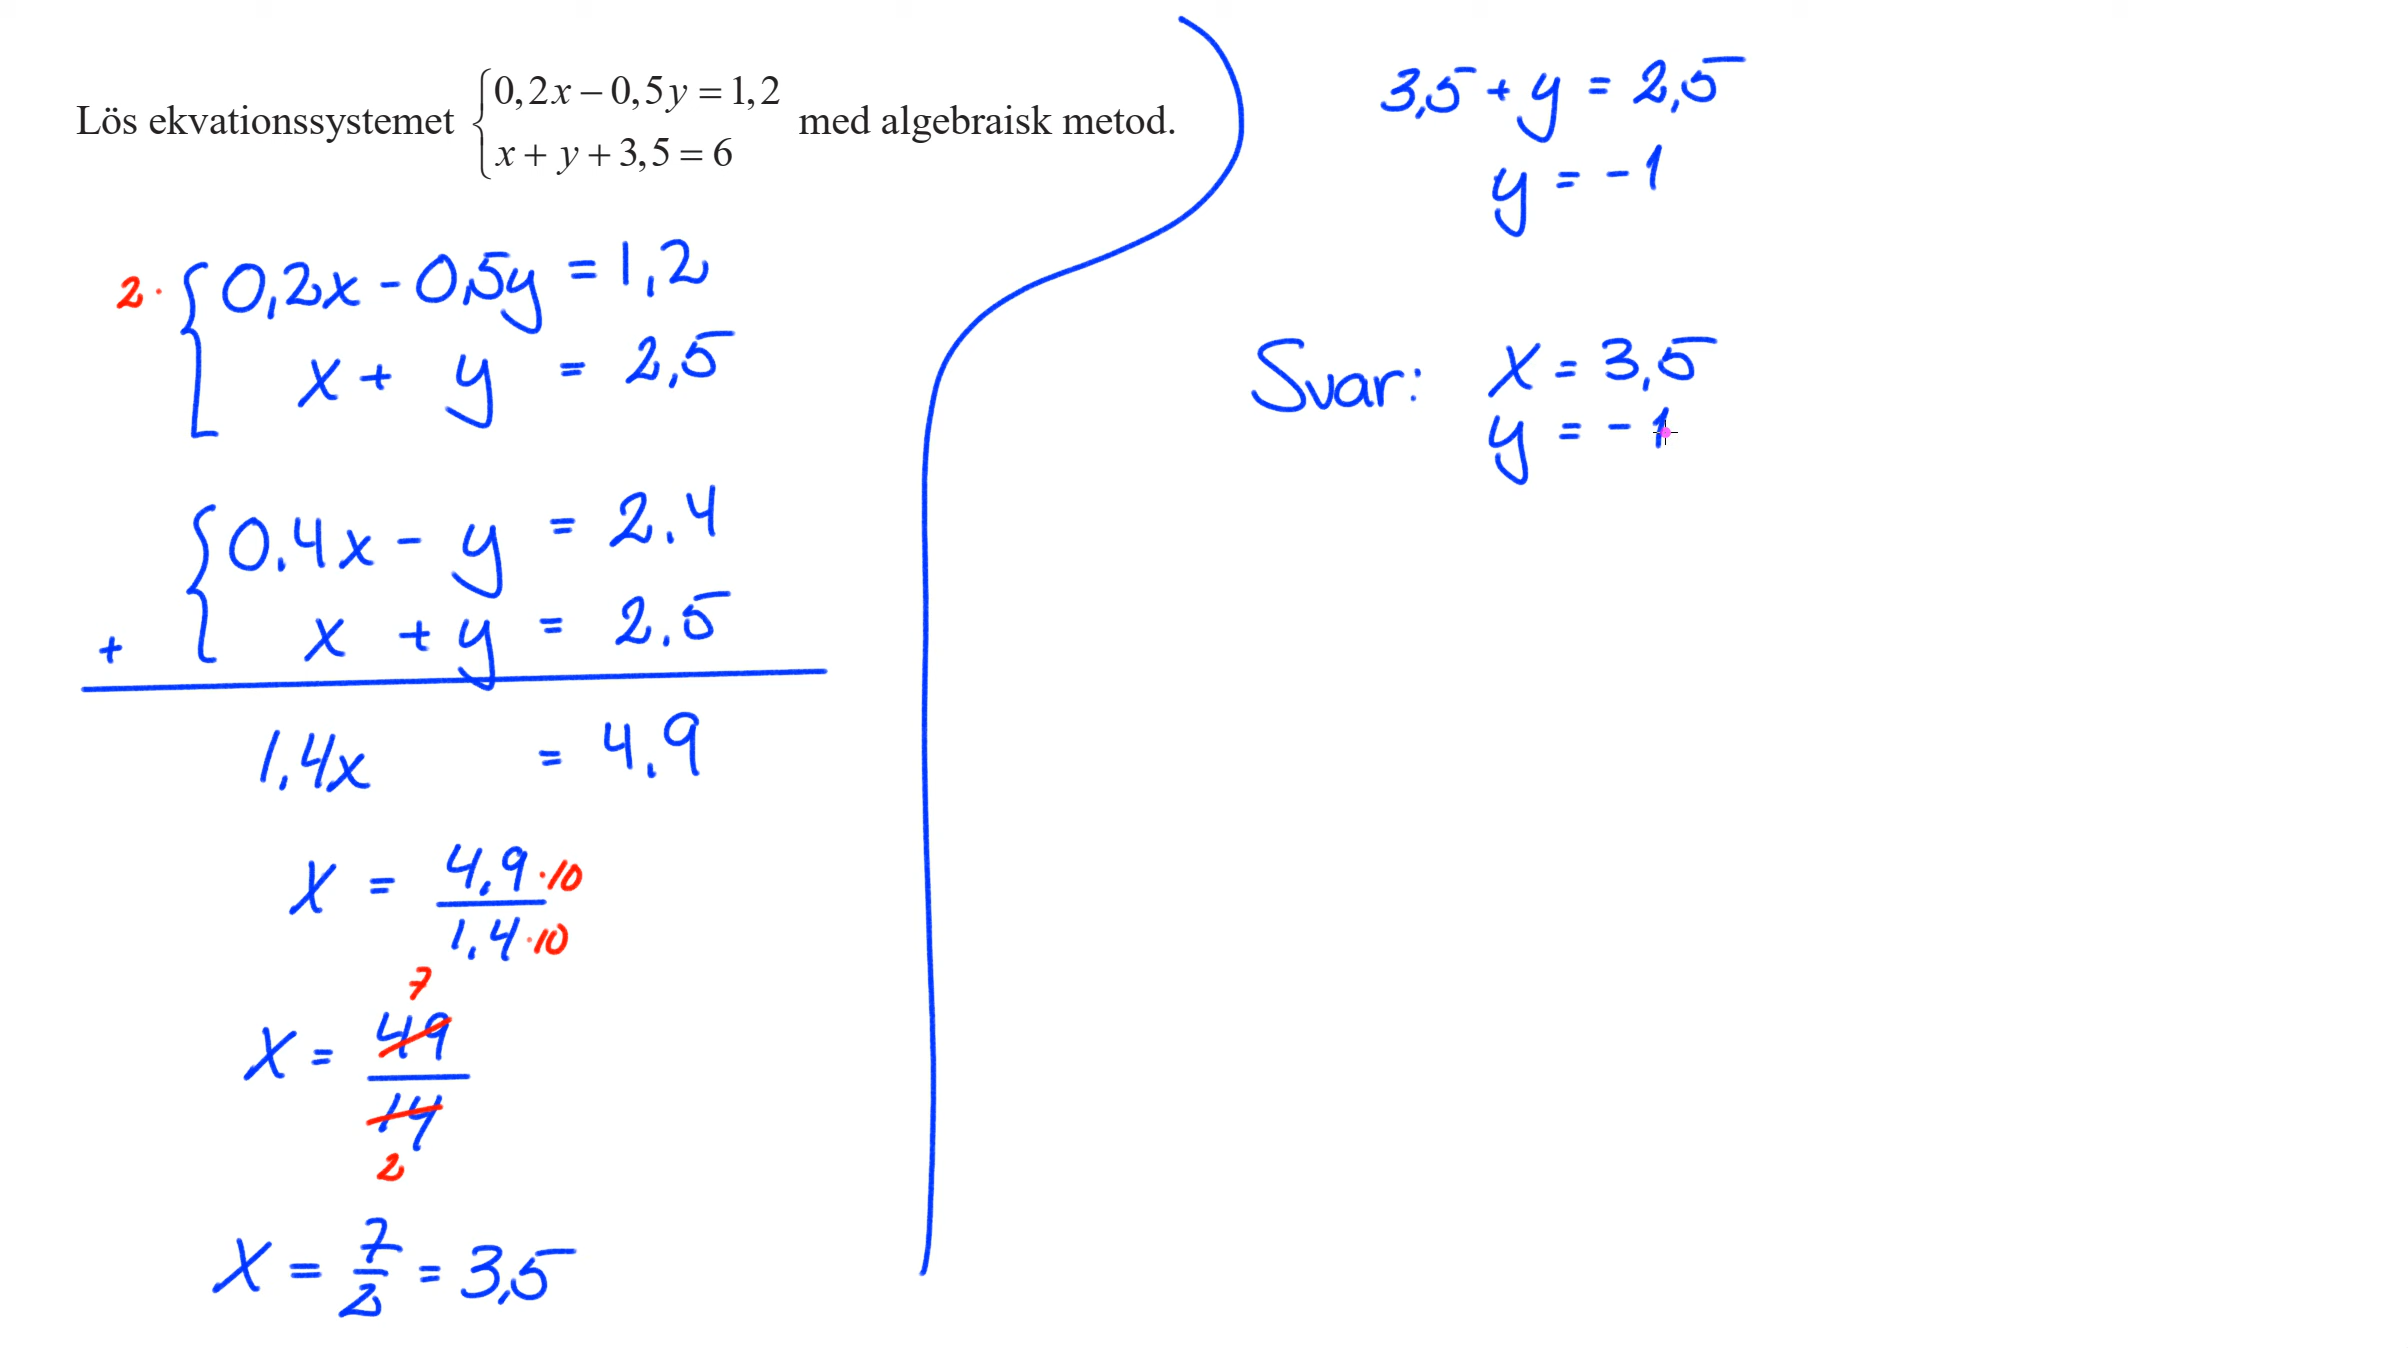 Lös ekvationssystemet { 0,2x − 0,5y = 1,2
x + y + 3,5 = 6 med algebraisk metod.
2 · { 0,2x - 0,5y = 1,2
x + y = 2,5
{ 0,4x - y = 2,4
+ x + y = 2,5
1,4x = 4,9
x = 4,9 · 10 / 1,4 · 10
7
x = 49 / 14
2
x = 7/2 = 3,5
3,5 + y = 2,5
y = -1
Svar: x = 3,5
y = -1